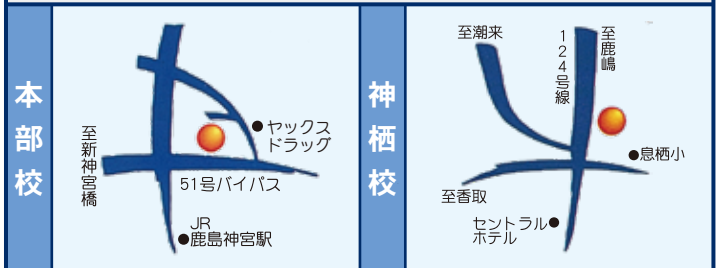 本部校
至新神宮橋
ヤックス
ドラッグ
51号バイパス
JR
鹿島神宮駅
神栖校
至潮来
124号線
至鹿嶋
息栖小
至香取
セントラル
ホテル